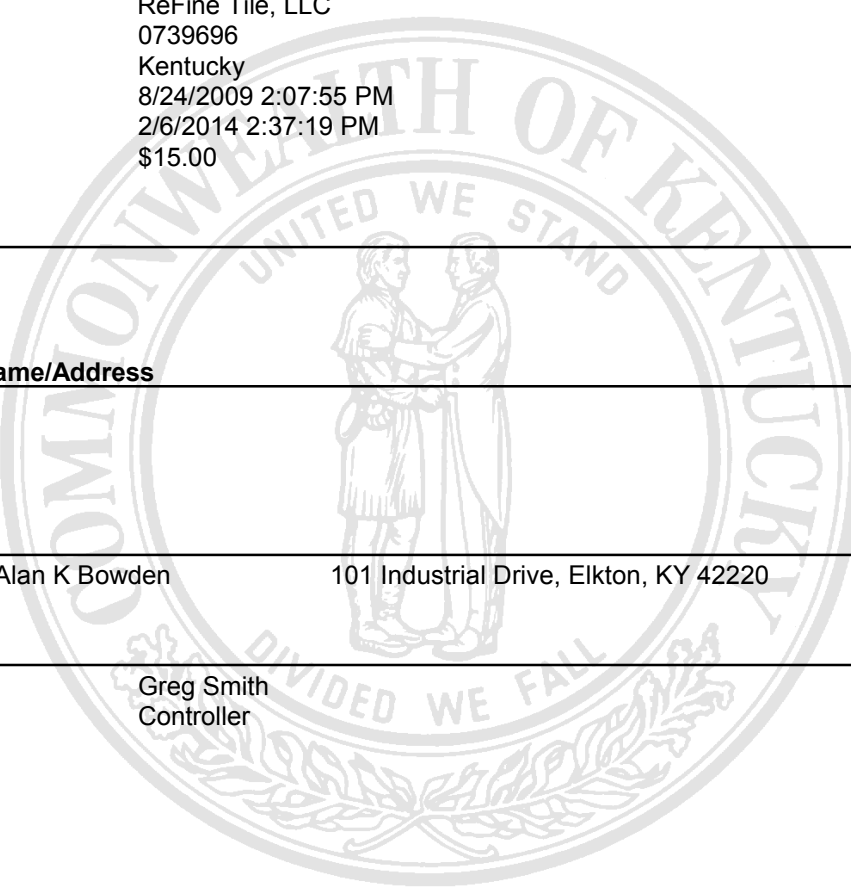 ReFine Tile, LLC
0739696
Kentucky
8/24/2009 2:07:55 PM
2/6/2014 2:37:19 PM
$15.00
COMMONWEALTH OF KENTUCKY
UNITED WE STAND
ame/Address
Alan K Bowden 101 Industrial Drive, Elkton, KY 42220
DIVIDED WE FALL
Greg Smith
Controller